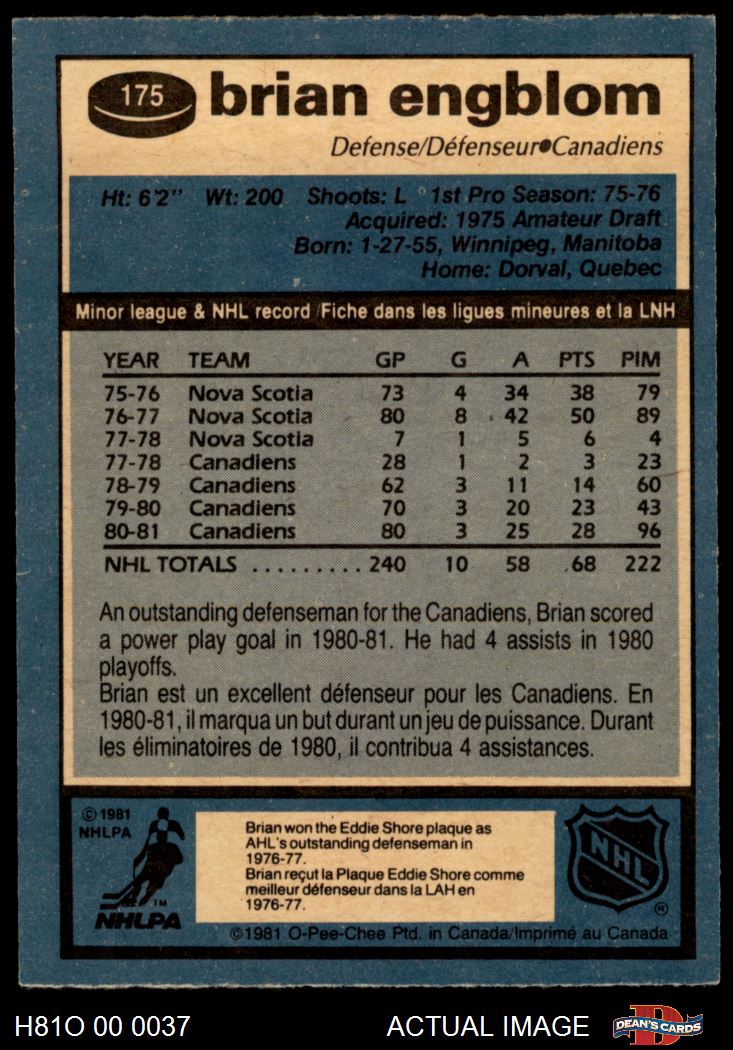 175 brian engblom
Defense/Défenseur●Canadiens
Ht: 6'2" Wt: 200 Shoots: L 1st Pro Season: 75-76
Acquired: 1975 Amateur Draft
Born: 1-27-55, Winnipeg, Manitoba
Home: Dorval, Quebec
Minor league & NHL record/Fiche dans les ligues mineures et la LNH
YEAR TEAM GP G A PTS PIM
75-76 Nova Scotia 73 4 34 38 79
76-77 Nova Scotia 80 8 42 50 89
77-78 Nova Scotia 7 1 5 6 4
77-78 Canadiens 28 1 2 3 23
78-79 Canadiens 62 3 11 14 60
79-80 Canadiens 70 3 20 23 43
80-81 Canadiens 80 3 25 28 96
NHL TOTALS .......... 240 10 58 68 222
An outstanding defenseman for the Canadiens, Brian scored
a power play goal in 1980-81. He had 4 assists in 1980
playoffs.
Brian est un excellent défenseur pour les Canadiens. En
1980-81, il marqua un but durant un jeu de puissance. Durant
les éliminatoires de 1980, il contribua 4 assistances.
© 1981
NHLPA
TM
NHLPA
Brian won the Eddie Shore plaque as
AHL's outstanding defenseman in
1976-77.
Brian reçut la Plaque Eddie Shore comme
meilleur défenseur dans la LAH en
1976-77.
NHL
®
©1981 O-Pee-Chee Ptd. in Canada/Imprimé au Canada
H81O 00 0037 ACTUAL IMAGE D DEAN'S CARDS